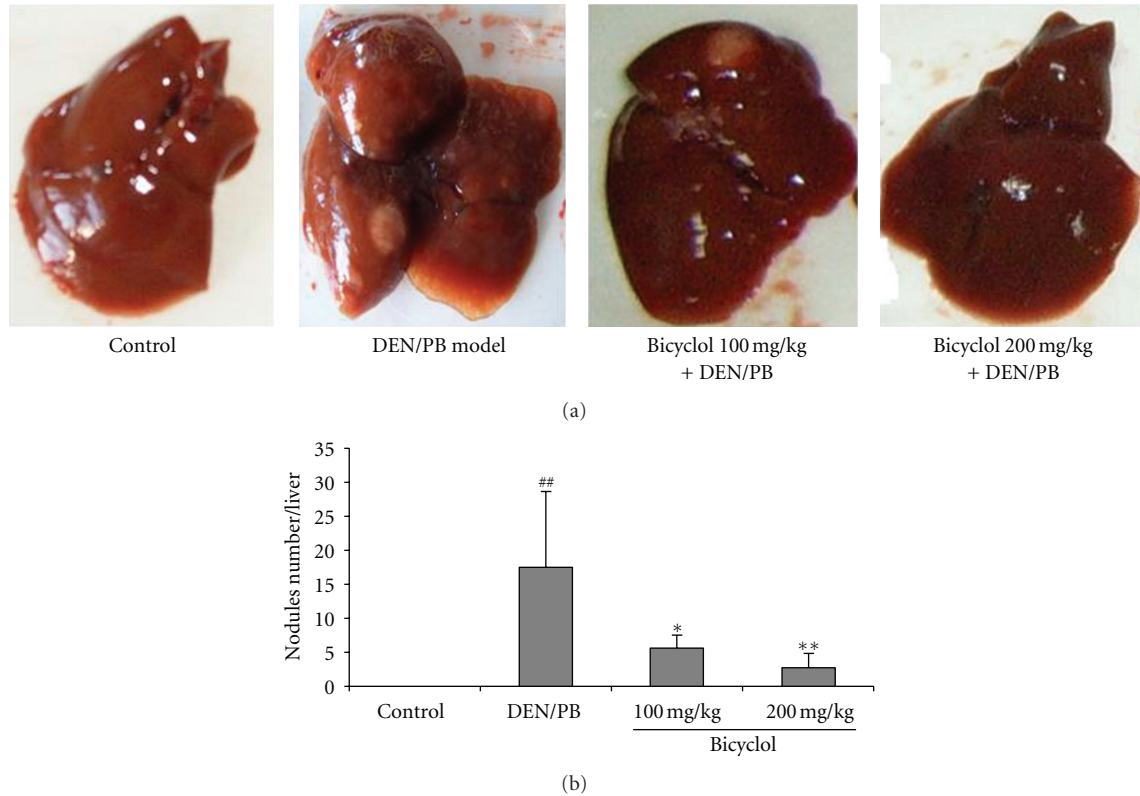 Control
DEN/PB model
Bicyclol 100 mg/kg
+ DEN/PB
Bicyclol 200 mg/kg
+ DEN/PB
(a)
35
30
25
20
15
10
5
0
Nodules number/liver
##
*
**
Control
DEN/PB
100 mg/kg
200 mg/kg
Bicyclol
(b)